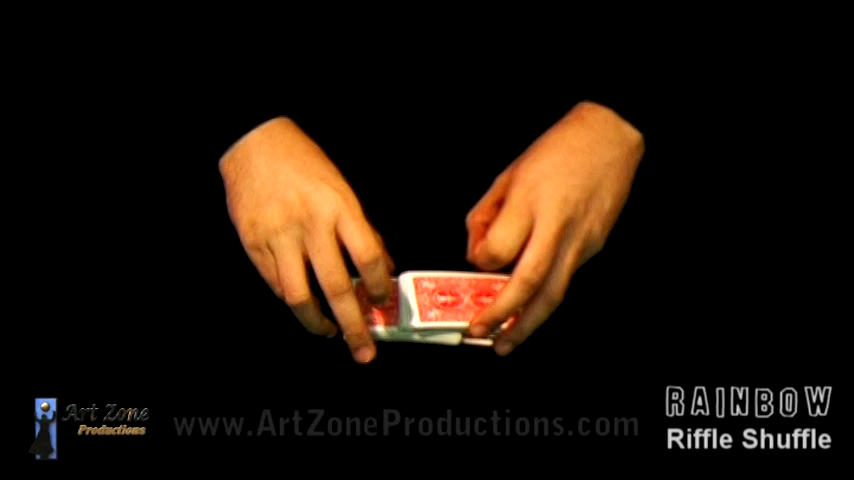 Art Zone
Productions
www.ArtZoneProductions.com
RAINBOW
Riffle Shuffle